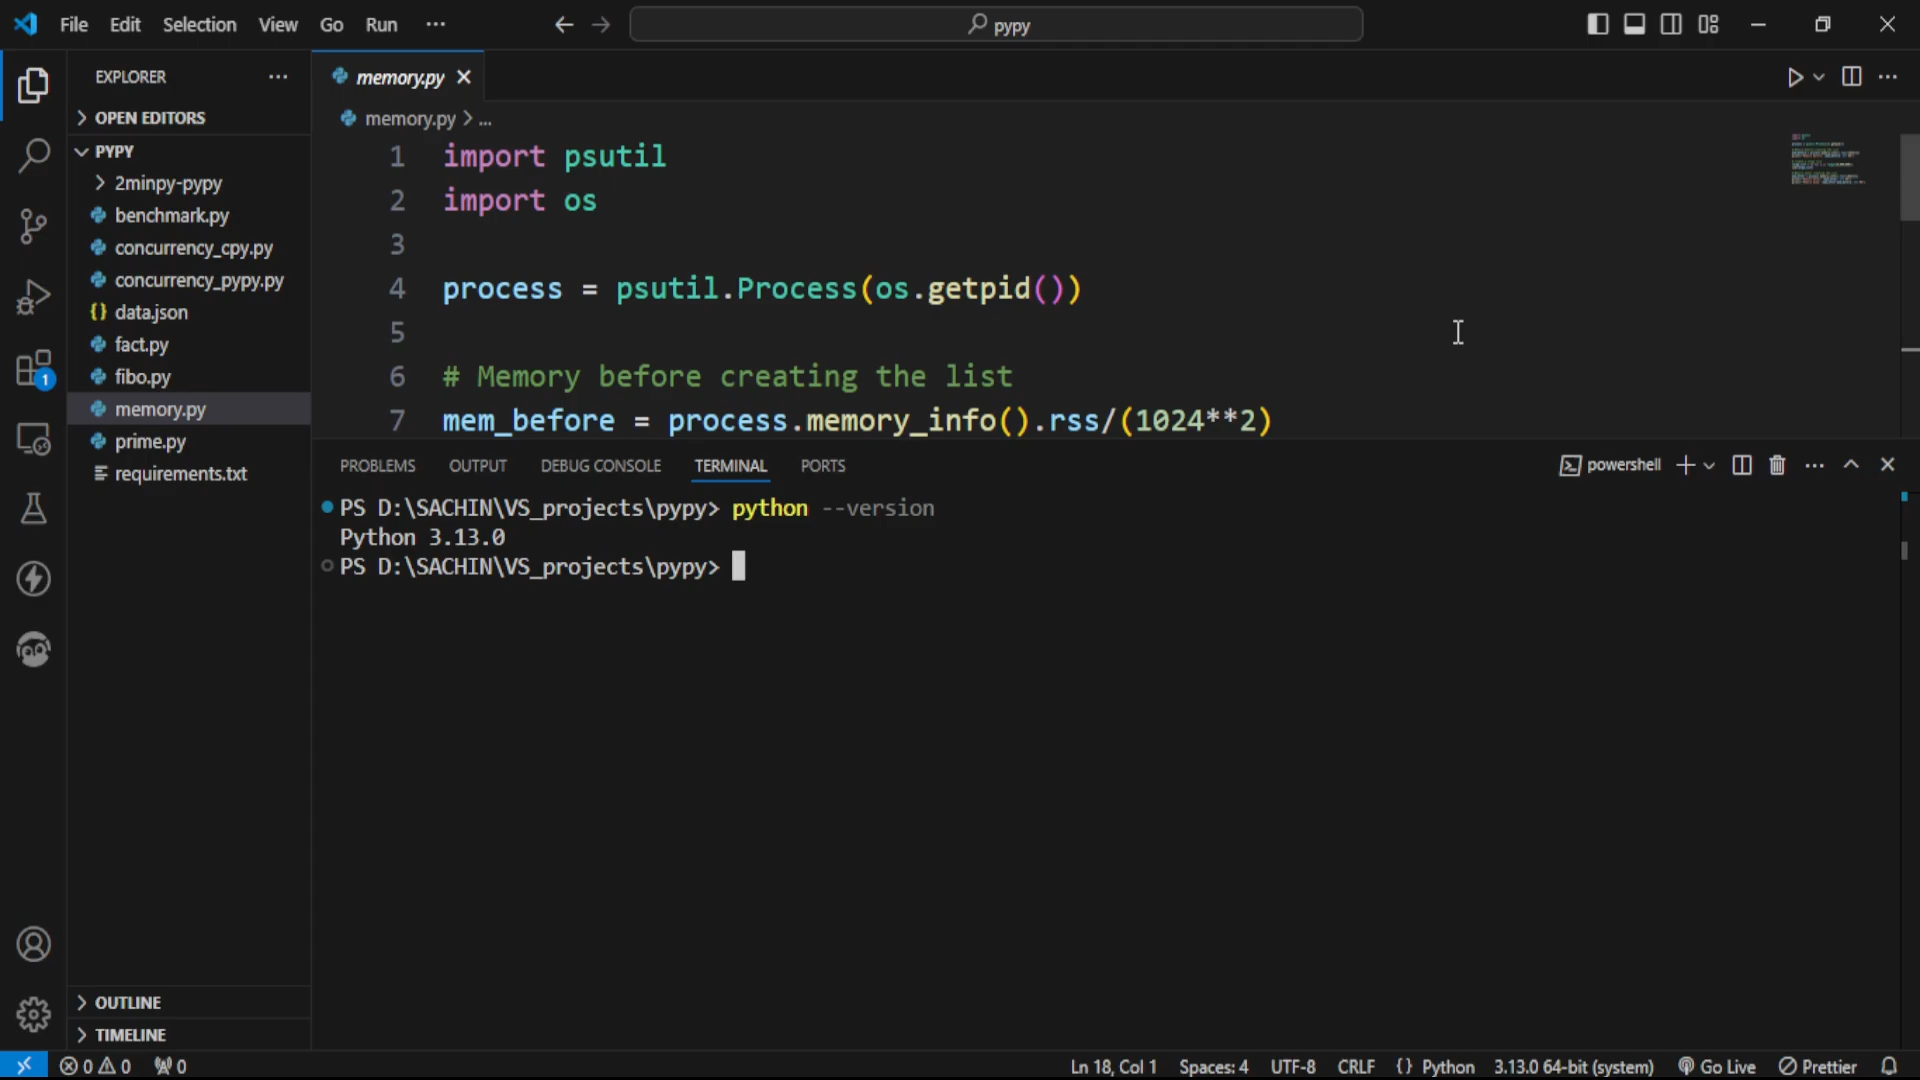 File Edit Selection View Go Run ...
pypy
EXPLORER
OPEN EDITORS
PYPY
2minpy-pypy
benchmark.py
concurrency_cpy.py
concurrency_pypy.py
{} data.json
fact.py
fibo.py
memory.py
prime.py
requirements.txt
OUTLINE
TIMELINE
1
memory.py
memory.py > ...
1 import psutil
2 import os
3
4 process = psutil.Process(os.getpid())
5
6 # Memory before creating the list
7 mem_before = process.memory_info().rss/(1024**2)
PROBLEMS OUTPUT DEBUG CONSOLE TERMINAL PORTS
powershell
PS D:\SACHIN\VS_projects\pypy> python --version
Python 3.13.0
PS D:\SACHIN\VS_projects\pypy>
0 0 0
Ln 18, Col 1 Spaces: 4 UTF-8 CRLF {} Python 3.13.0 64-bit (system) Go Live Prettier